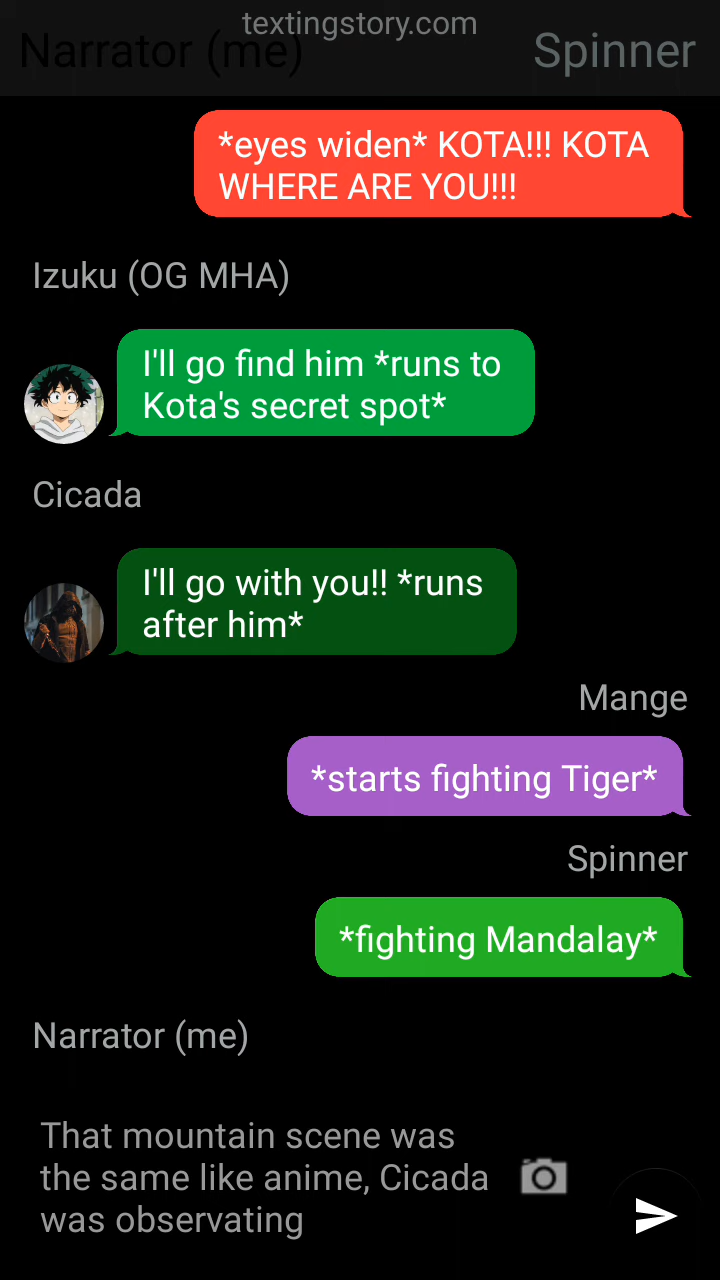 textingstory.com
Narrator (me)
Spinner
*eyes widen* KOTA!!! KOTA
WHERE ARE YOU!!!
Izuku (OG MHA)
I'll go find him *runs to
Kota's secret spot*
Cicada
I'll go with you!! *runs
after him*
Mange
*starts fighting Tiger*
Spinner
*fighting Mandalay*
Narrator (me)
That mountain scene was
the same like anime, Cicada
was observating